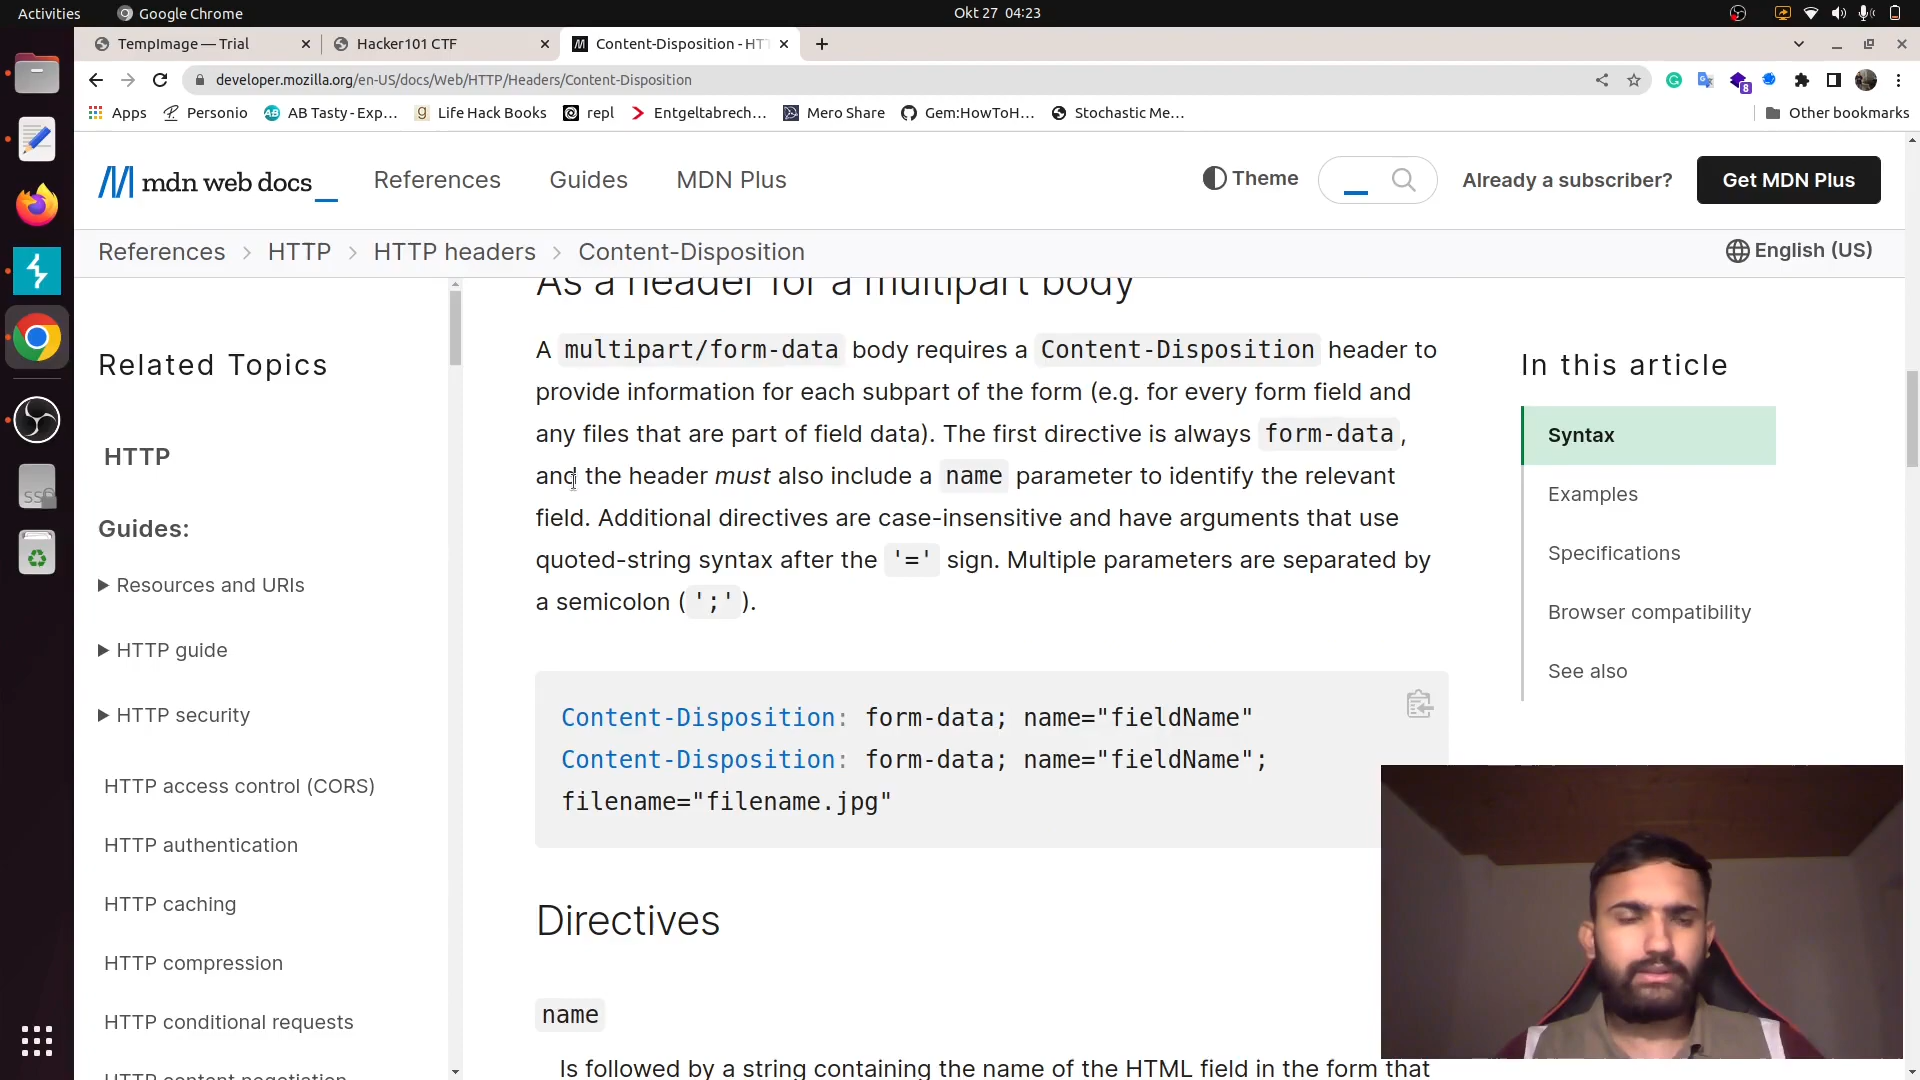 Activities
Google Chrome
Okt 27 04:23
TempImage — Trial
Hacker101 CTF
Content-Disposition - HT
developer.mozilla.org/en-US/docs/Web/HTTP/Headers/Content-Disposition
8
Apps
Personio
AB Tasty - Exp...
Life Hack Books
repl
Entgeltabrech...
Mero Share
Gem:HowToH...
Stochastic Me...
Other bookmarks
mdn web docs
References
Guides
MDN Plus
Theme
Already a subscriber?
Get MDN Plus
References > HTTP > HTTP headers > Content-Disposition
English (US)
Related Topics
HTTP
Guides:
Resources and URIs
HTTP guide
HTTP security
HTTP access control (CORS)
HTTP authentication
HTTP caching
HTTP compression
HTTP conditional requests
HTTP content negotiation
As a header for a multipart body
A multipart/form-data body requires a Content-Disposition header to
provide information for each subpart of the form (e.g. for every form field and
any files that are part of field data). The first directive is always form-data,
and the header must also include a name parameter to identify the relevant
field. Additional directives are case-insensitive and have arguments that use
quoted-string syntax after the '=' sign. Multiple parameters are separated by
a semicolon (';').
Content-Disposition: form-data; name="fieldName"
Content-Disposition: form-data; name="fieldName";
filename="filename.jpg"
Directives
name
Is followed by a string containing the name of the HTML field in the form that
In this article
Syntax
Examples
Specifications
Browser compatibility
See also